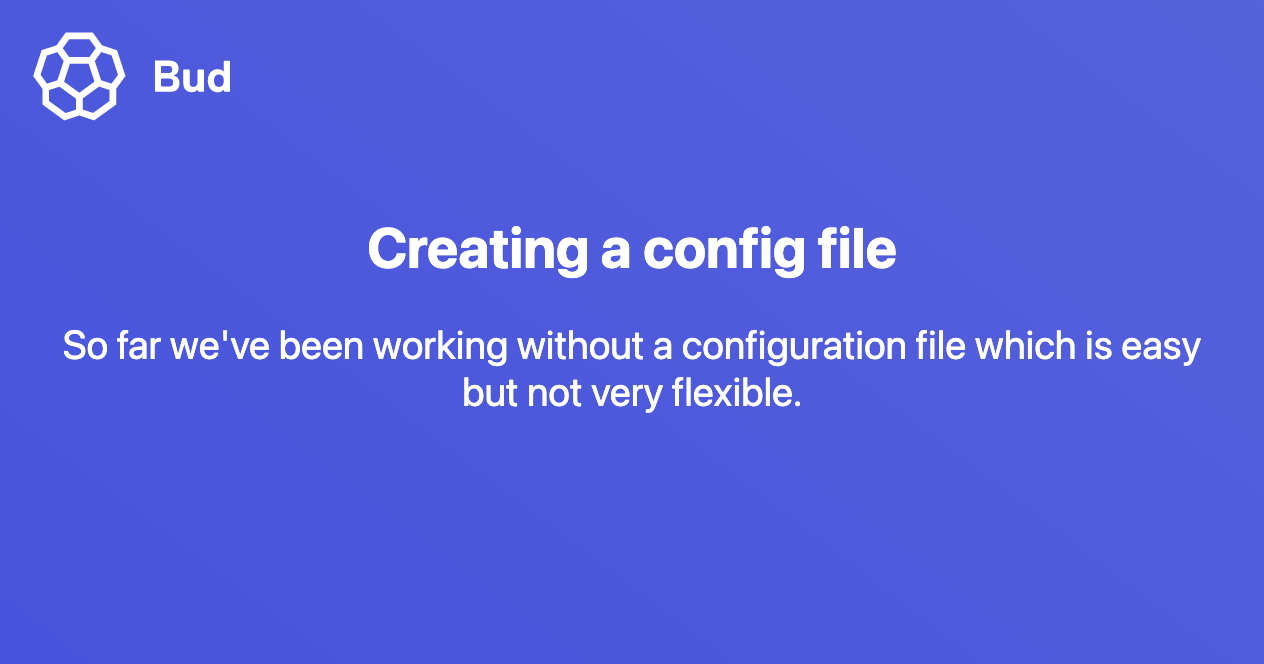 Bud
Creating a config file
So far we've been working without a configuration file which is easy
but not very flexible.